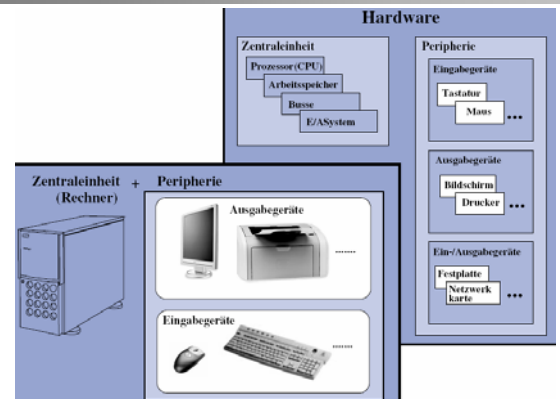 Hardware
Zentraleinheit
Prozessor(CPU)
Arbeitsspeicher
Busse
E/ASystem
Peripherie
Eingabegeräte
Tastatur
Maus
...
Ausgabegeräte
Bildschirm
Drucker
...
Ein-/Ausgabegeräte
Festplatte
Netzwerk
karte
...
Zentraleinheit + Peripherie
(Rechner)
Ausgabegeräte
.......
Eingabegeräte
.......